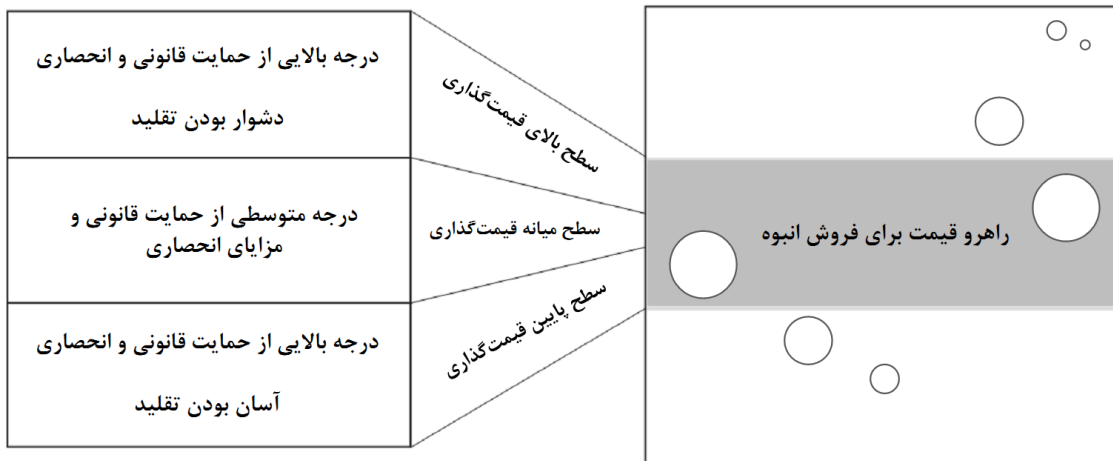 درجه بالایی از حمایت قانونی و انحصاری
دشوار بودن تقلید
سطح بالای قیمت‌گذاری
درجه متوسطی از حمایت قانونی و
مزایای انحصاری
سطح میانه قیمت‌گذاری
راهرو قیمت برای فروش انبوه
درجه بالایی از حمایت قانونی و انحصاری
آسان بودن تقلید
سطح پایین قیمت‌گذاری